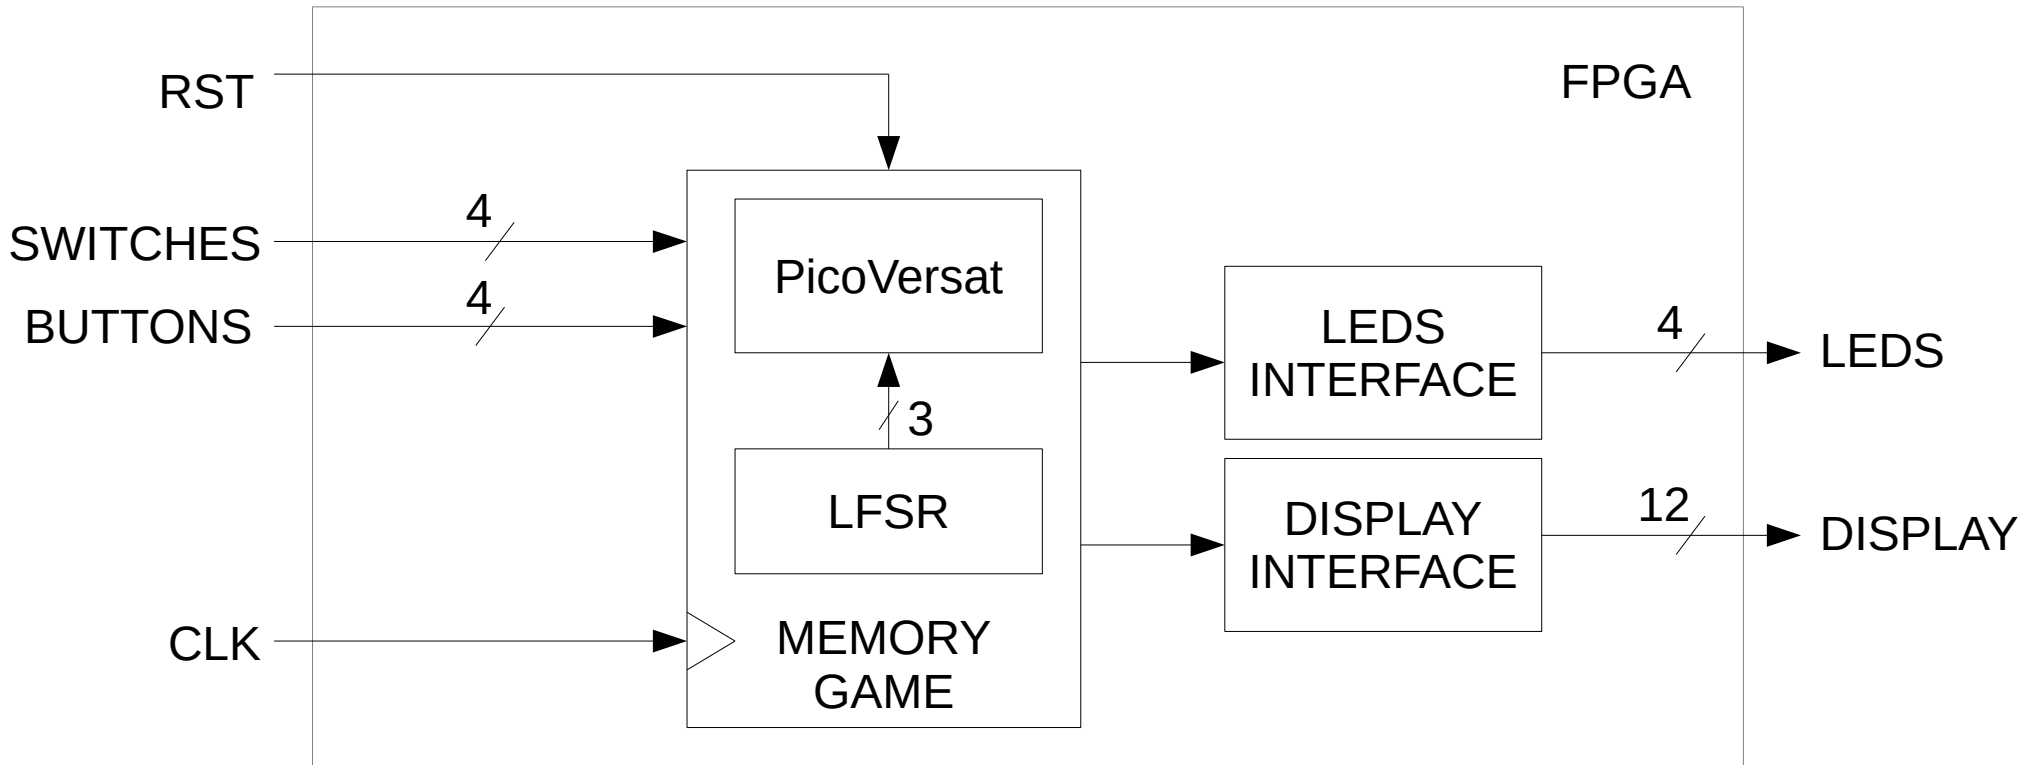 RST
FPGA
SWITCHES
4
BUTTONS
4
PicoVersat
3
LFSR
CLK
MEMORY
GAME
LEDS
INTERFACE
4
LEDS
DISPLAY
INTERFACE
12
DISPLAY